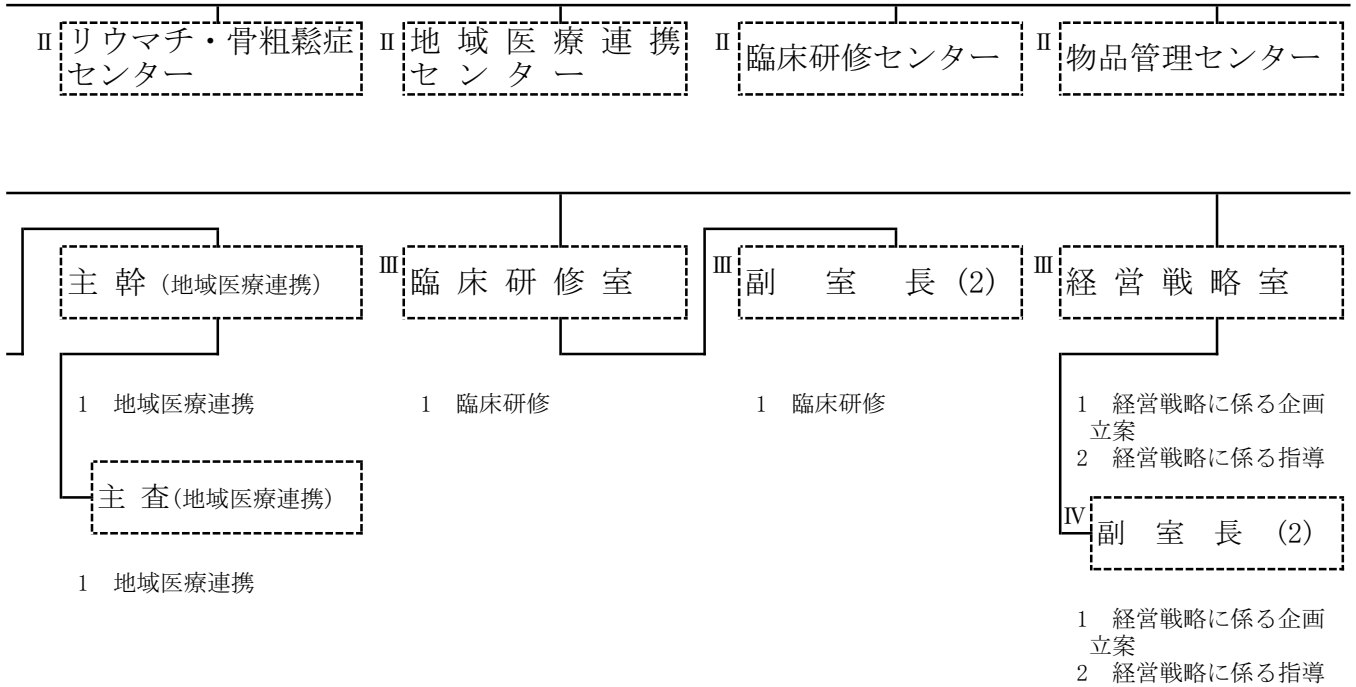 Ⅱ リウマチ・骨粗鬆症
センター
Ⅱ 地域医療連携
センター
Ⅱ 臨床研修センター
Ⅱ 物品管理センター
主幹(地域医療連携)
1 地域医療連携
主査(地域医療連携)
1 地域医療連携
Ⅲ 臨床研修室
1 臨床研修
Ⅲ 副室長(2)
1 臨床研修
Ⅲ 経営戦略室
1 経営戦略に係る企画
立案
2 経営戦略に係る指導
Ⅳ 副室長(2)
1 経営戦略に係る企画
立案
2 経営戦略に係る指導